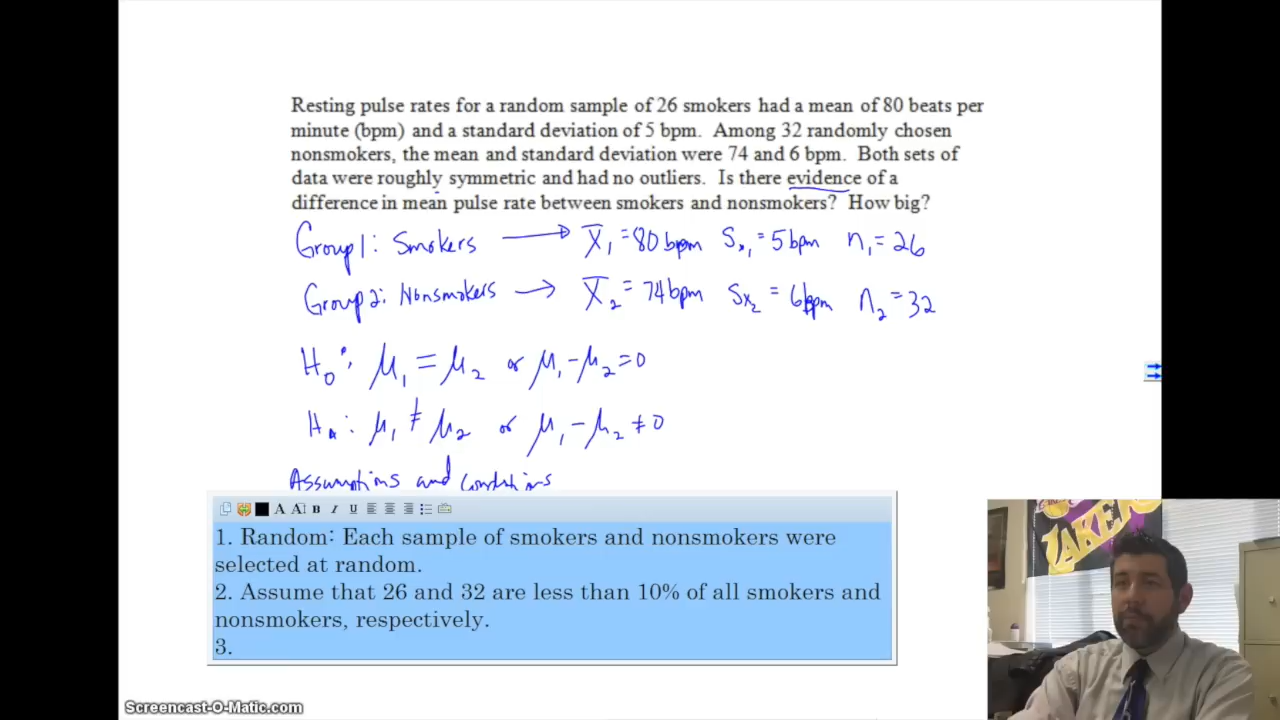 Resting pulse rates for a random sample of 26 smokers had a mean of 80 beats per
minute (bpm) and a standard deviation of 5 bpm. Among 32 randomly chosen
nonsmokers, the mean and standard deviation were 74 and 6 bpm. Both sets of
data were roughly symmetric and had no outliers. Is there evidence of a
difference in mean pulse rate between smokers and nonsmokers? How big?
Group 1: Smokers → X̄₁ = 80 bpm Sx₁ = 5 bpm n₁ = 26
Group 2: Nonsmokers → X̄₂ = 74 bpm Sx₂ = 6 bpm n₂ = 32
H₀: μ₁ = μ₂ or μ₁ - μ₂ = 0
Hₐ: μ₁ ≠ μ₂ or μ₁ - μ₂ ≠ 0
Assumptions and conditions
A A B I U
1. Random: Each sample of smokers and nonsmokers were
selected at random.
2. Assume that 26 and 32 are less than 10% of all smokers and
nonsmokers, respectively.
3.
LAKERS
Screencast-O-Matic.com